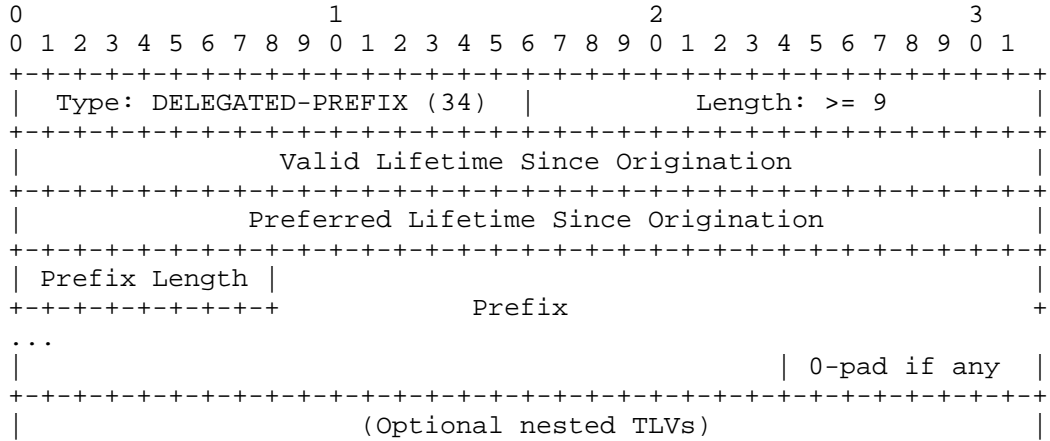 0                   1                   2                   3
0 1 2 3 4 5 6 7 8 9 0 1 2 3 4 5 6 7 8 9 0 1 2 3 4 5 6 7 8 9 0 1
+-+-+-+-+-+-+-+-+-+-+-+-+-+-+-+-+-+-+-+-+-+-+-+-+-+-+-+-+-+-+-+-+
|  Type: DELEGATED-PREFIX (34)  |          Length: >= 9         |
+-+-+-+-+-+-+-+-+-+-+-+-+-+-+-+-+-+-+-+-+-+-+-+-+-+-+-+-+-+-+-+-+
|                Valid Lifetime Since Origination               |
+-+-+-+-+-+-+-+-+-+-+-+-+-+-+-+-+-+-+-+-+-+-+-+-+-+-+-+-+-+-+-+-+
|              Preferred Lifetime Since Origination             |
+-+-+-+-+-+-+-+-+-+-+-+-+-+-+-+-+-+-+-+-+-+-+-+-+-+-+-+-+-+-+-+-+
| Prefix Length |                                               |
+-+-+-+-+-+-+-+-+            Prefix                             +
...
|                                               | 0-pad if any  |
+-+-+-+-+-+-+-+-+-+-+-+-+-+-+-+-+-+-+-+-+-+-+-+-+-+-+-+-+-+-+-+-+
|                     (Optional nested TLVs)                    |